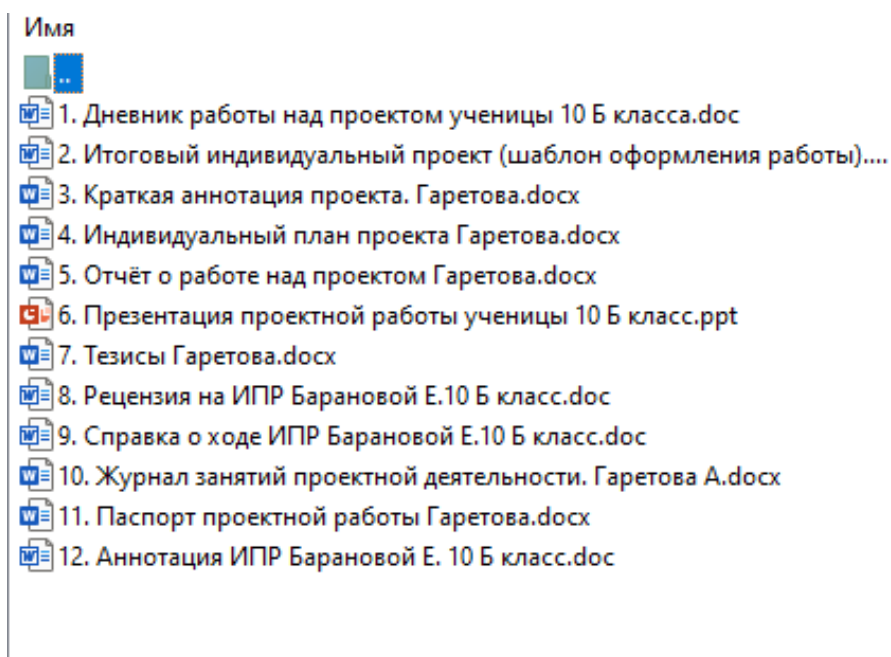 Имя
..
1. Дневник работы над проектом ученицы 10 Б класса.doc
2. Итоговый индивидуальный проект (шаблон оформления работы)....
3. Краткая аннотация проекта. Гаретова.docx
4. Индивидуальный план проекта Гаретова.docx
5. Отчёт о работе над проектом Гаретова.docx
6. Презентация проектной работы ученицы 10 Б класс.ppt
7. Тезисы Гаретова.docx
8. Рецензия на ИПР Барановой Е.10 Б класс.doc
9. Справка о ходе ИПР Барановой Е.10 Б класс.doc
10. Журнал занятий проектной деятельности. Гаретова А.docx
11. Паспорт проектной работы Гаретова.docx
12. Аннотация ИПР Барановой Е. 10 Б класс.doc